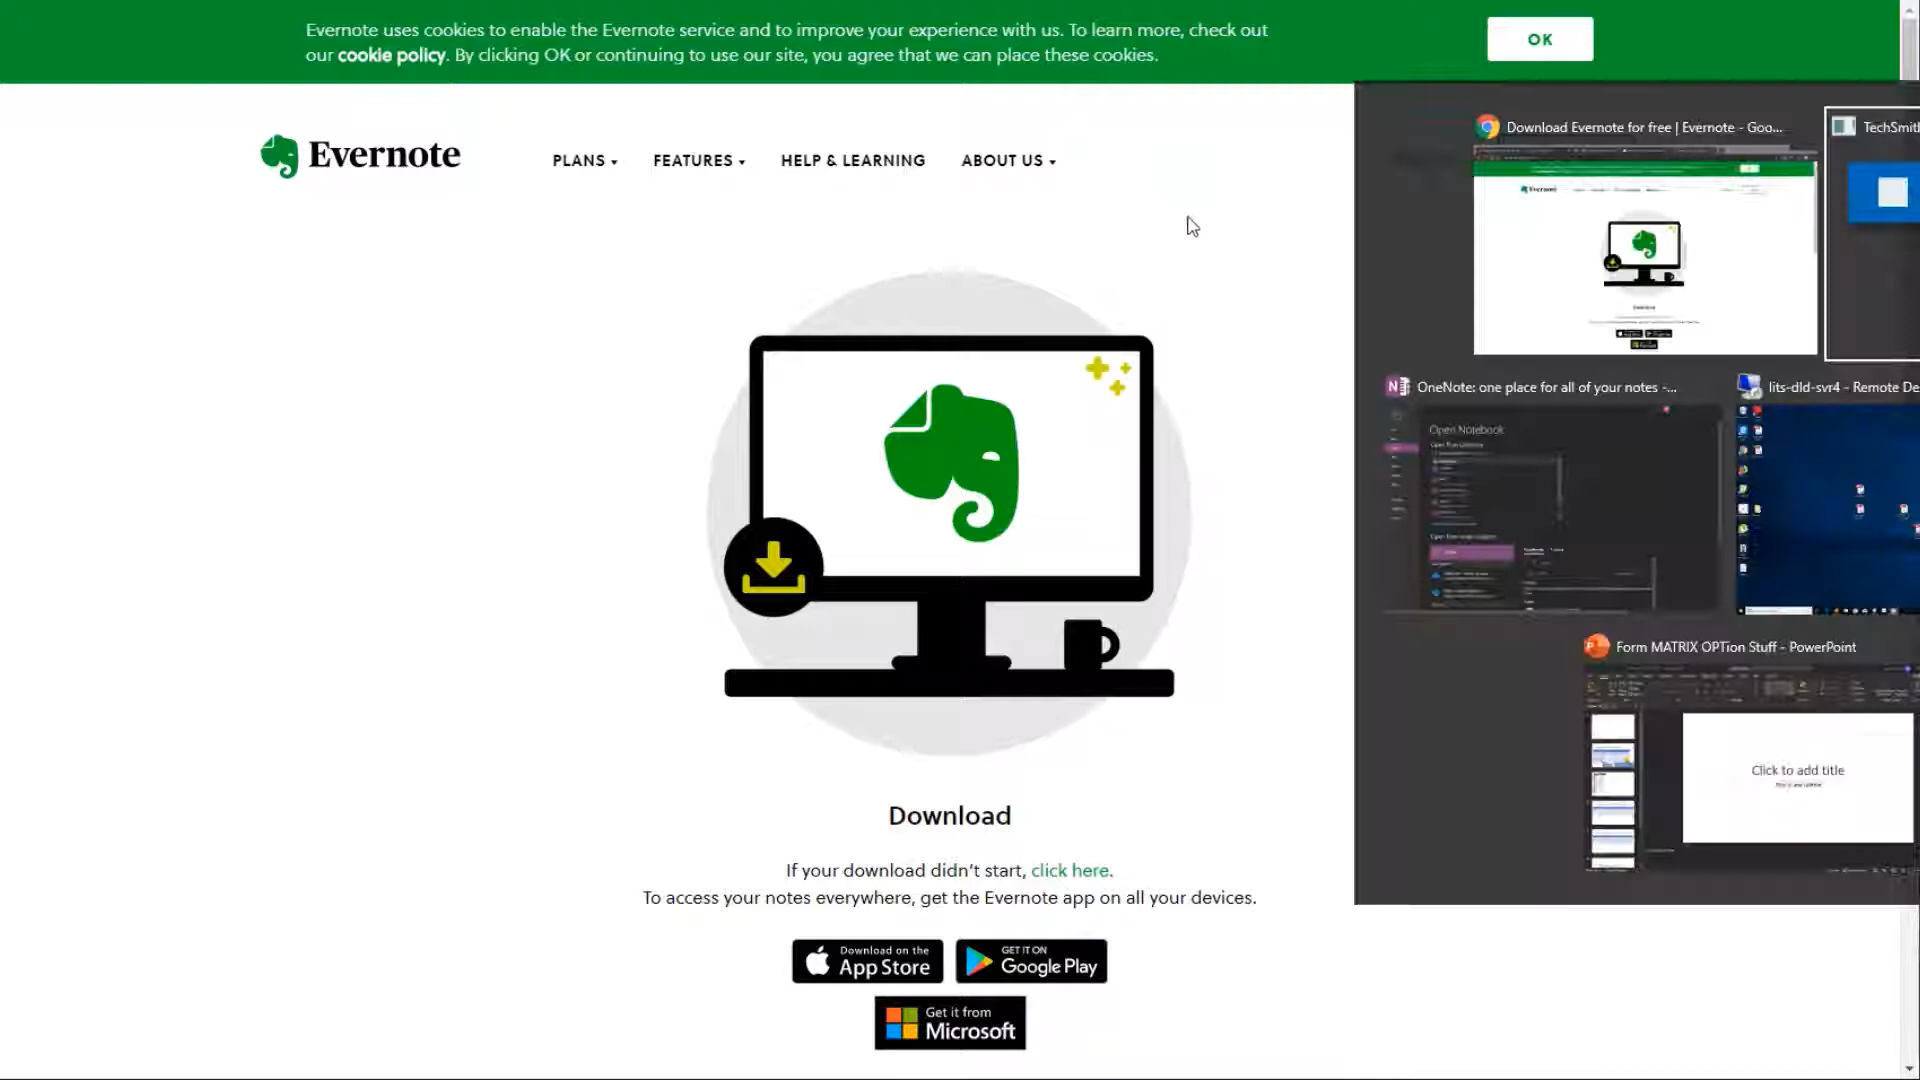 Evernote uses cookies to enable the Evernote service and to improve your experience with us. To learn more, check out
our cookie policy. By clicking OK or continuing to use our site, you agree that we can place these cookies.
OK
Evernote
PLANS
FEATURES
HELP & LEARNING
ABOUT US
Download Evernote for free | Evernote - Goo...
TechSmith
OneNote: one place for all of your notes -...
lits-dld-svr4 - Remote De
Open Notebook
Form MATRIX OPTion Stuff - PowerPoint
Click to add title
Download
If your download didn't start, click here.
To access your notes everywhere, get the Evernote app on all your devices.
Download on the
App Store
GET IT ON
Google Play
Get it from
Microsoft